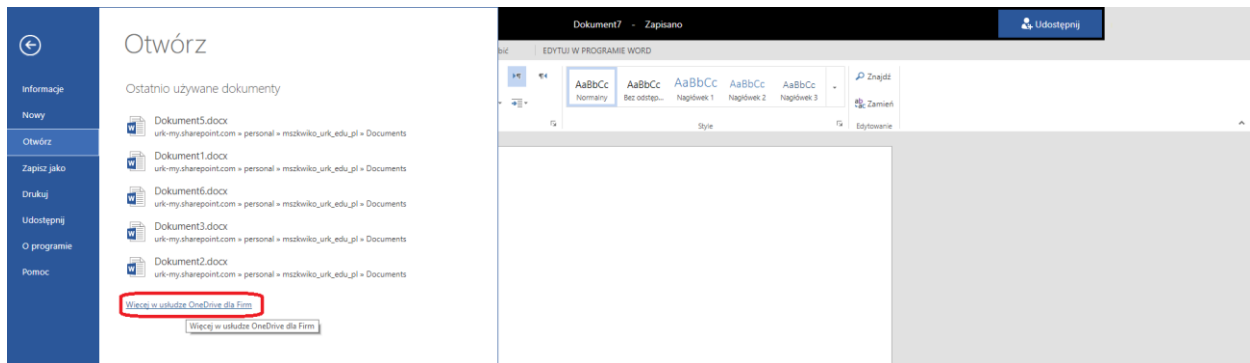 Dokument7 - Zapisano
Udostępnij
Otwórz
bić
EDYTUJ W PROGRAMIE WORD
Informacje
Nowy
Otwórz
Zapisz jako
Drukuj
Udostępnij
O programie
Pomoc
Ostatnio używane dokumenty
Dokument5.docx
urk-my.sharepoint.com » personal » mszkwiko_urk_edu_pl » Documents
Dokument1.docx
urk-my.sharepoint.com » personal » mszkwiko_urk_edu_pl » Documents
Dokument6.docx
urk-my.sharepoint.com » personal » mszkwiko_urk_edu_pl » Documents
Dokument3.docx
urk-my.sharepoint.com » personal » mszkwiko_urk_edu_pl » Documents
Dokument2.docx
urk-my.sharepoint.com » personal » mszkwiko_urk_edu_pl » Documents
Więcej w usłudze OneDrive dla Firm
Więcej w usłudze OneDrive dla Firm
AaBbCc AaBbCc AaBbCc AaBbCc AaBbCc
Normalny Bez odstęp... Nagłówek 1 Nagłówek 2 Nagłówek 3
Style
Znajdź
Zamień
Edytowanie